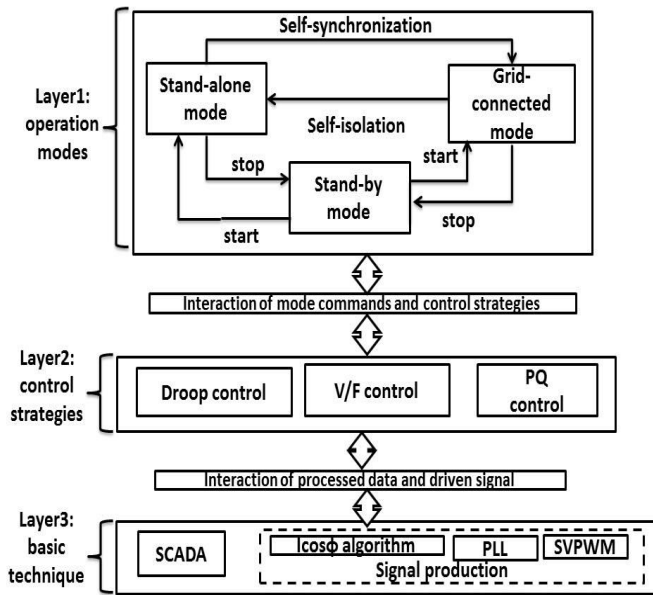 Self-synchronization
Layer1:
operation
modes
Stand-alone
mode
Grid-
connected
mode
Self-isolation
stop
start
Stand-by
mode
start
stop
Interaction of mode commands and control strategies
Layer2:
control
strategies
Droop control
V/F control
PQ
control
Interaction of processed data and driven signal
Layer3:
basic
technique
SCADA
Icosϕ algorithm
PLL
SVPWM
Signal production